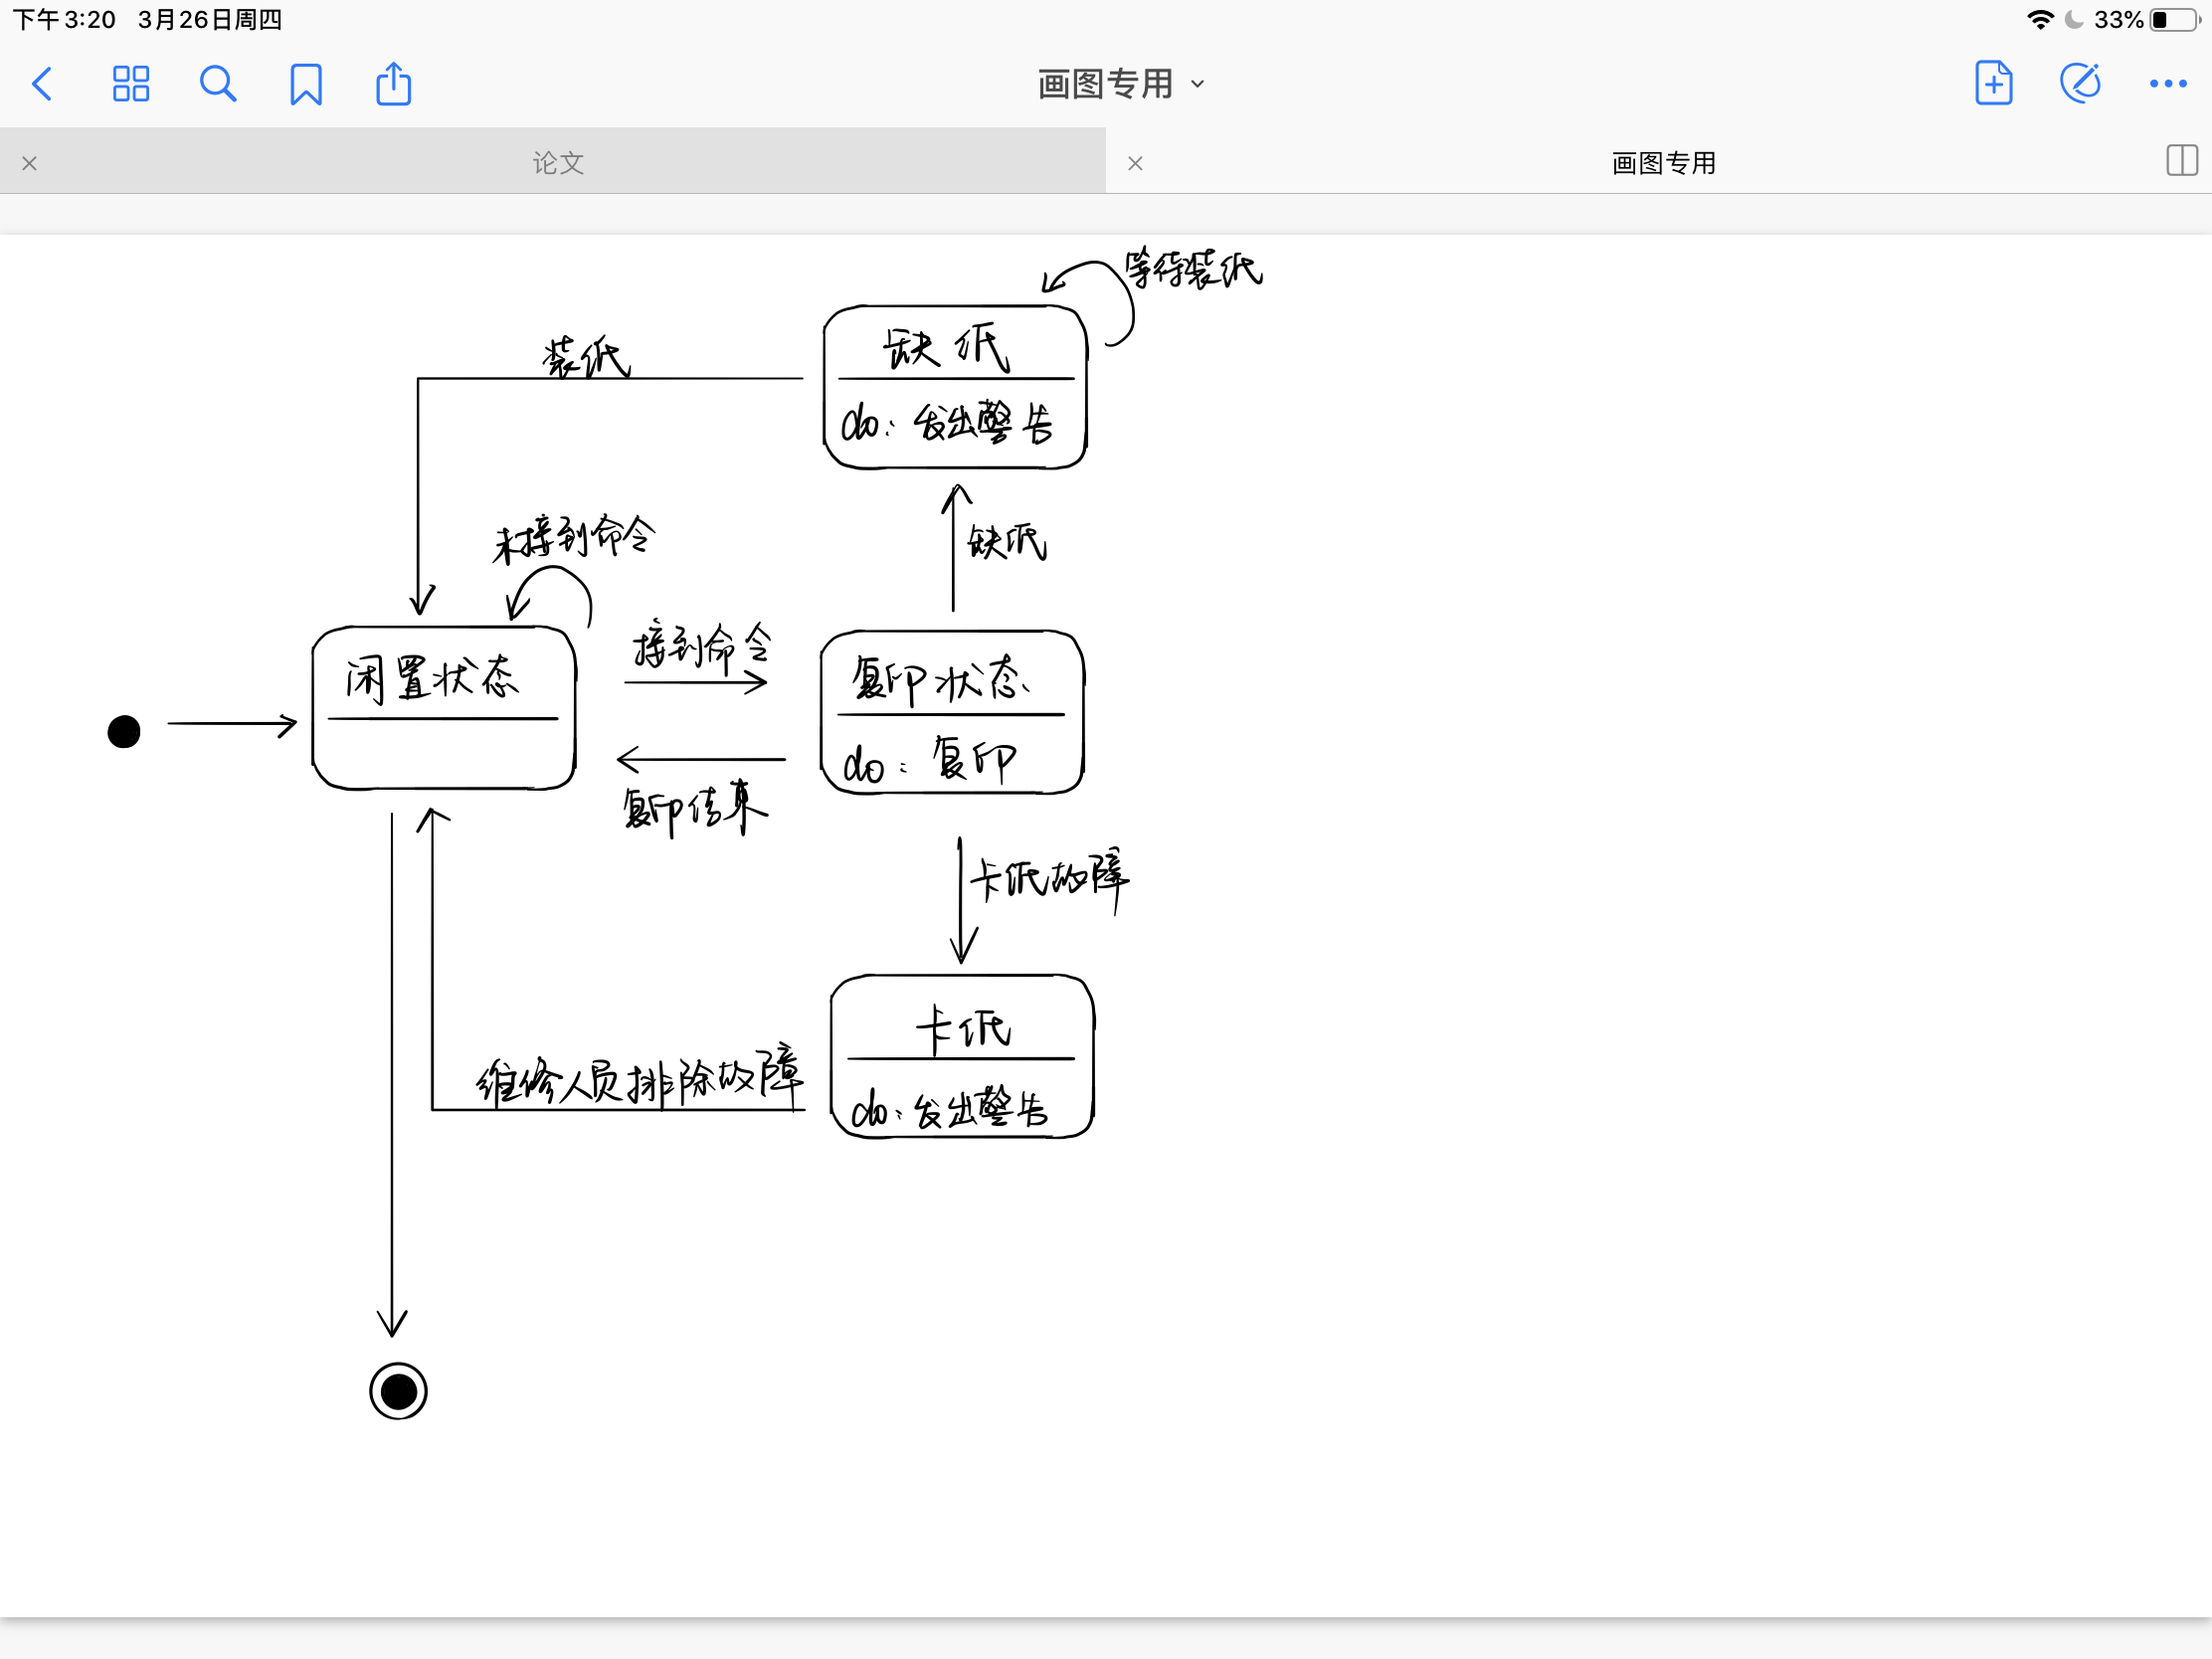 下午3:20 3月26日周四
33%
画图专用
论文
画图专用
等待装纸
缺纸
装纸
do：发出警告
未接到命令
缺纸
接到命令
闲置状态
复印状态
do：复印
复印结束
卡纸故障
卡纸
维修人员排除故障
do：发出警告